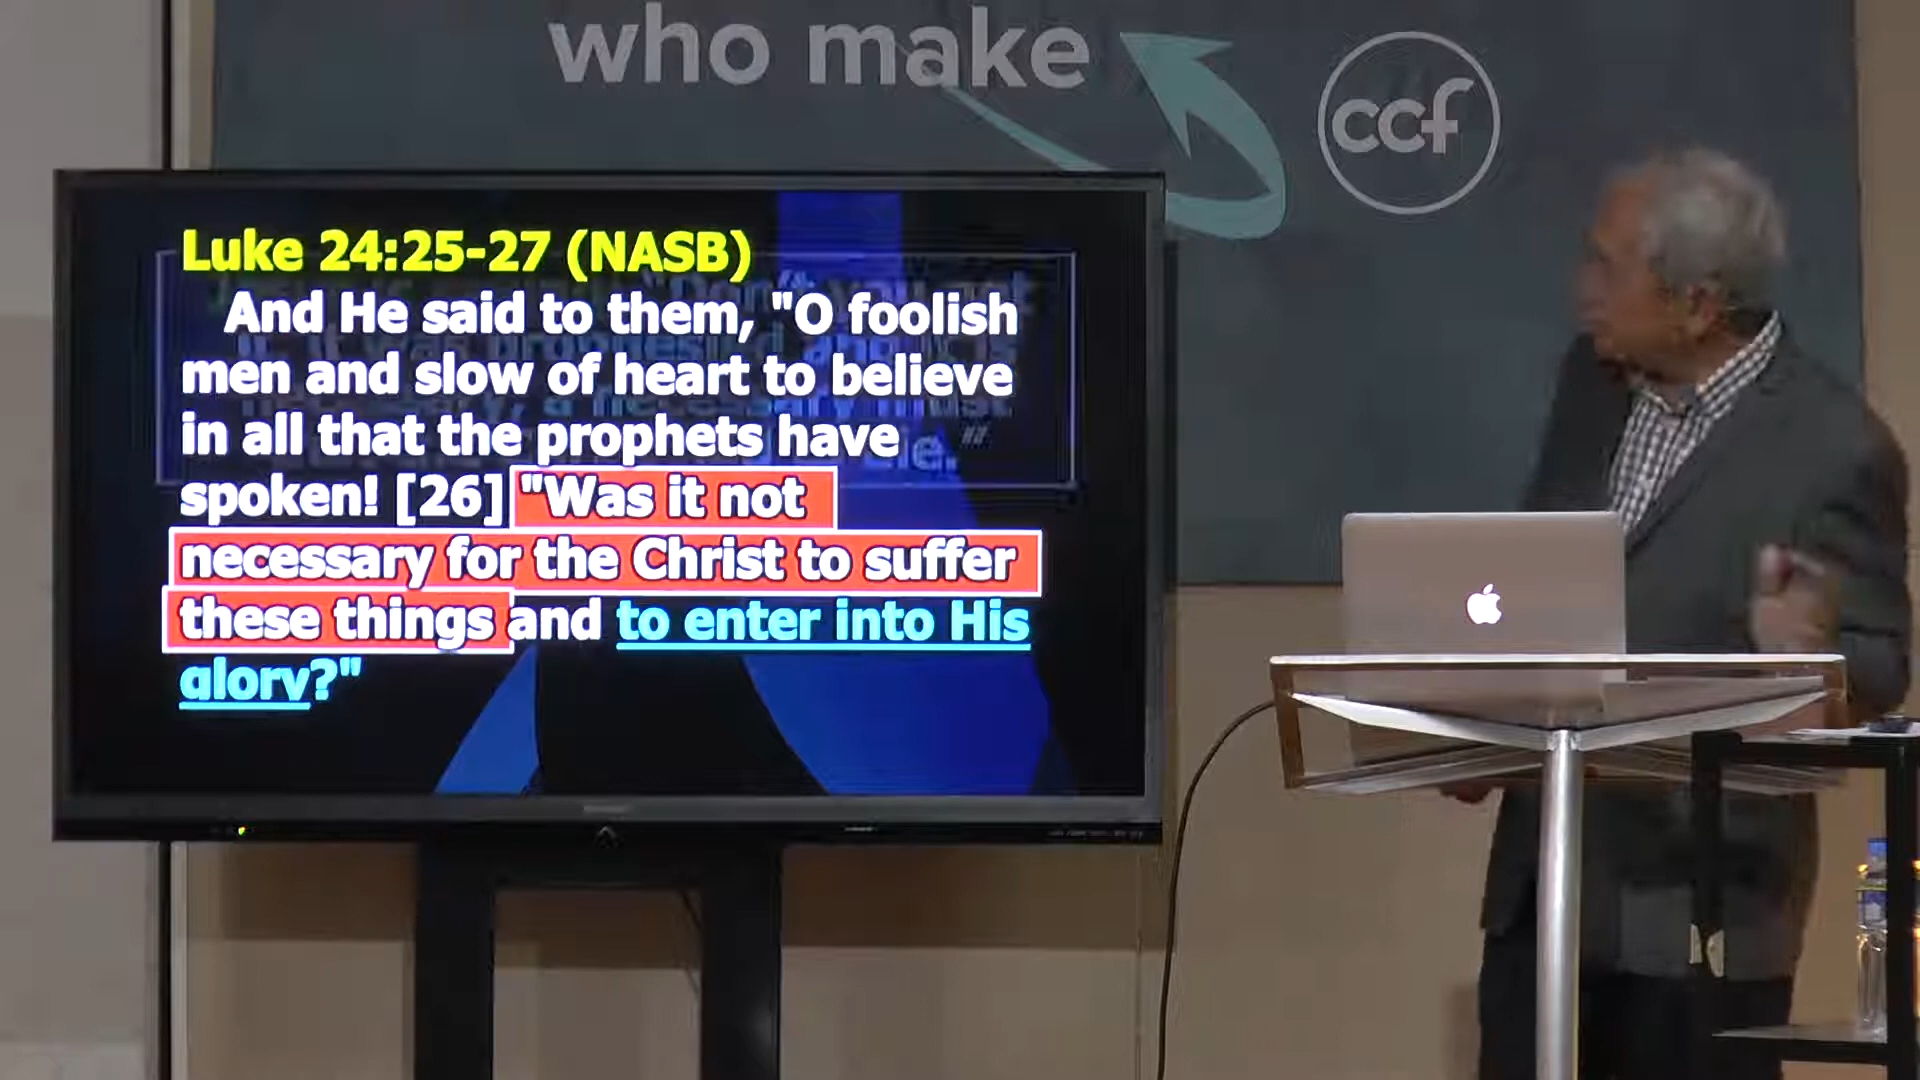 who make
ccf
Luke 24:25-27 (NASB)
And He said to them, "O foolish
men and slow of heart to believe
in all that the prophets have
spoken! [26] "Was it not
necessary for the Christ to suffer
these things and to enter into His
glory?"